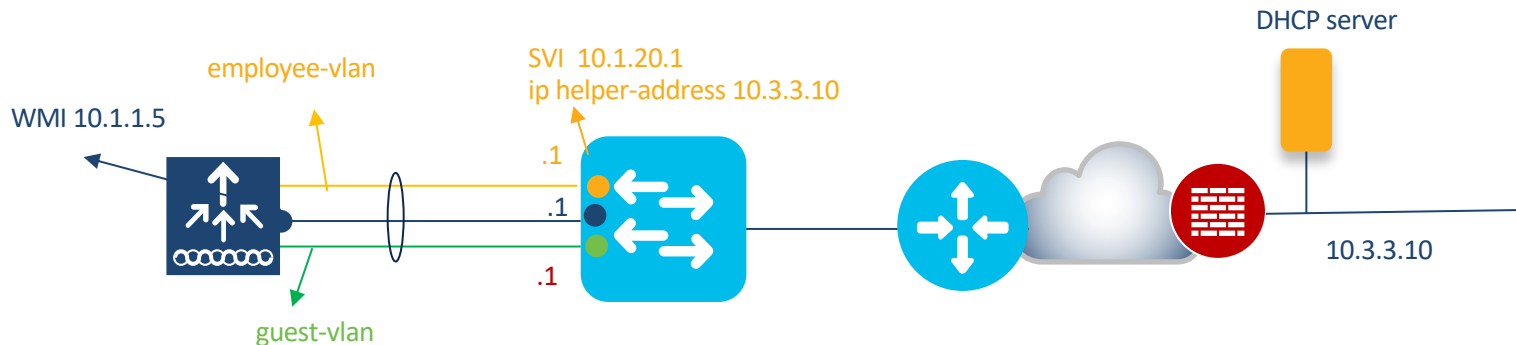 DHCP server
SVI 10.1.20.1
ip helper-address 10.3.3.10
employee-vlan
WMI 10.1.1.5
.1
.1
.1
10.3.3.10
guest-vlan